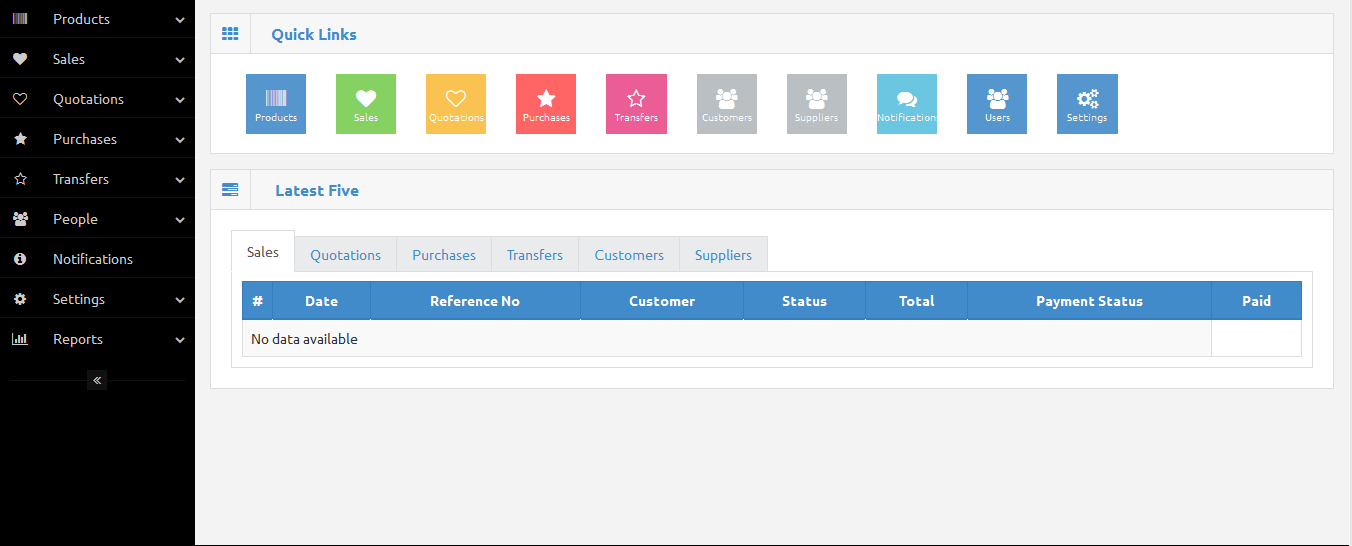 Products
Sales
Quotations
Purchases
Transfers
People
Notifications
Settings
Reports
Quick Links
Products Sales Quotations Purchases Transfers Customers Suppliers Notification Users Settings
Latest Five
Sales Quotations Purchases Transfers Customers Suppliers
# Date Reference No Customer Status Total Payment Status Paid
No data available